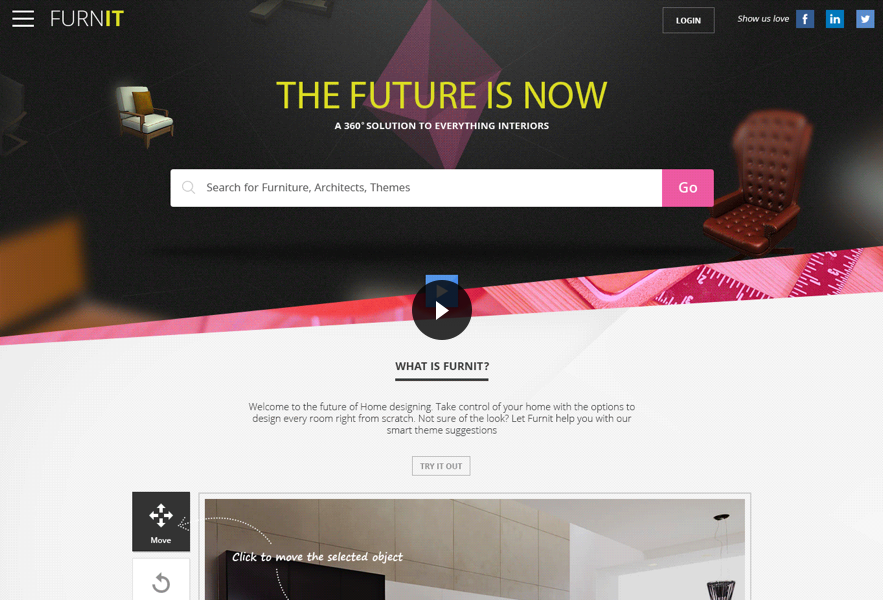 FURNIT
LOGIN
Show us love
THE FUTURE IS NOW
A 360° SOLUTION TO EVERYTHING INTERIORS
Search for Furniture, Architects, Themes
Go
WHAT IS FURNIT?
Welcome to the future of Home designing. Take control of your home with the options to
design every room right from scratch. Not sure of the look? Let Furnit help you with our
smart theme suggestions
TRY IT OUT
Move
Click to move the selected object